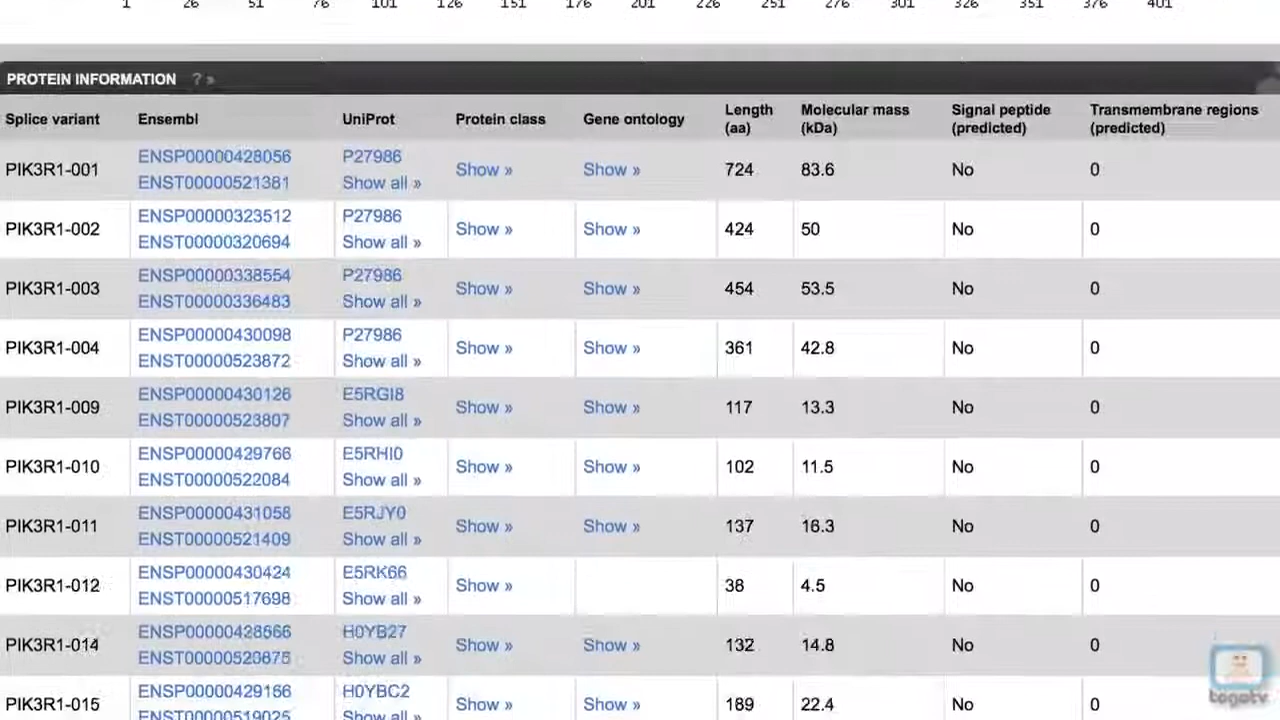 1 26 51 76 101 126 151 176 201 226 251 276 301 326 351 376 401
PROTEIN INFORMATION ? »
Splice variant Ensembl UniProt Protein class Gene ontology Length (aa) Molecular mass (kDa) Signal peptide (predicted) Transmembrane regions (predicted)
PIK3R1-001 ENSP00000428056 P27986 Show » Show » 724 83.6 No 0
ENST00000521381 Show all »
PIK3R1-002 ENSP00000323512 P27986 Show » Show » 424 50 No 0
ENST00000320694 Show all »
PIK3R1-003 ENSP00000338554 P27986 Show » Show » 454 53.5 No 0
ENST00000336483 Show all »
PIK3R1-004 ENSP00000430098 P27986 Show » Show » 361 42.8 No 0
ENST00000523872 Show all »
PIK3R1-009 ENSP00000430126 E5RGI8 Show » Show » 117 13.3 No 0
ENST00000523807 Show all »
PIK3R1-010 ENSP00000429766 E5RHI0 Show » Show » 102 11.5 No 0
ENST00000522084 Show all »
PIK3R1-011 ENSP00000431058 E5RJY0 Show » Show » 137 16.3 No 0
ENST00000521409 Show all »
PIK3R1-012 ENSP00000430424 E5RK66 Show » 38 4.5 No 0
ENST00000517698 Show all »
PIK3R1-014 ENSP00000428566 H0YB27 Show » Show » 132 14.8 No 0
ENST00000520675 Show all »
PIK3R1-015 ENSP00000429166 H0YBC2 Show » Show » 189 22.4 No 0
ENST00000519025 Show all »
togotv